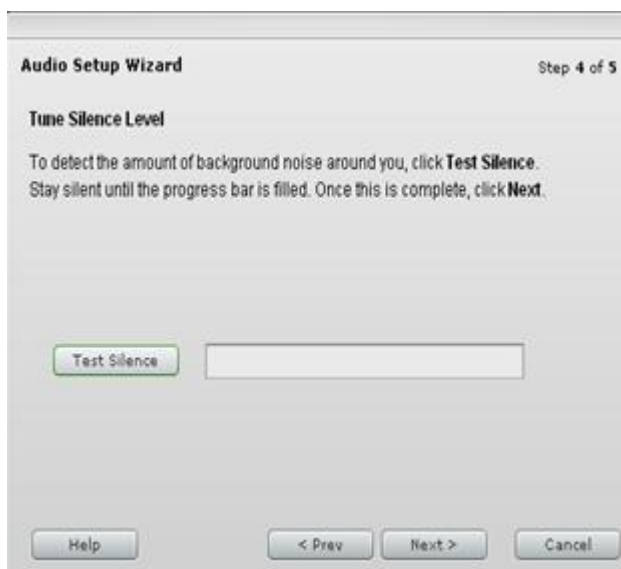 Audio Setup Wizard
Step 4 of 5
Tune Silence Level
To detect the amount of background noise around you, click Test Silence.
Stay silent until the progress bar is filled. Once this is complete, click Next.
Test Silence
Help
< Prev
Next >
Cancel